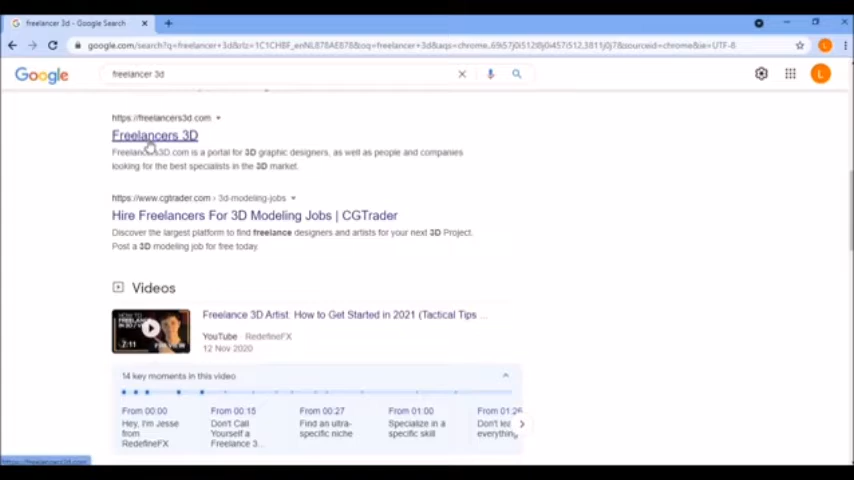 freelancer 3d - Google Search
google.com/search?q=freelancer+3d&rlz=1C1CHBF_enNL878AE878&oq=freelancer+3d&aqs=chrome..69i57j0i512l8j0i457i512.3811j0j7&sourceid=chrome&ie=UTF-8
L
Google
freelancer 3d
L
https://freelancers3d.com
Freelancers 3D
Freelancers3D.com is a portal for 3D graphic designers, as well as people and companies
looking for the best specialists in the 3D market.
https://www.cgtrader.com › 3d-modeling-jobs
Hire Freelancers For 3D Modeling Jobs | CGTrader
Discover the largest platform to find freelance designers and artists for your next 3D Project.
Post a 3D modeling job for free today.
Videos
Freelance 3D Artist: How to Get Started in 2021 (Tactical Tips ...
YouTube RedefineFX
12 Nov 2020
7:11
14 key moments in this video
From 00:00 From 00:15 From 00:27 From 01:00 From 01:26
Hey, I'm Jesse Don't Call Find an ultra- Specialize in a Don't
from Yourself a specific niche specific skill everything,
RedefineFX Freelance 3...
https://freelancers3d.com